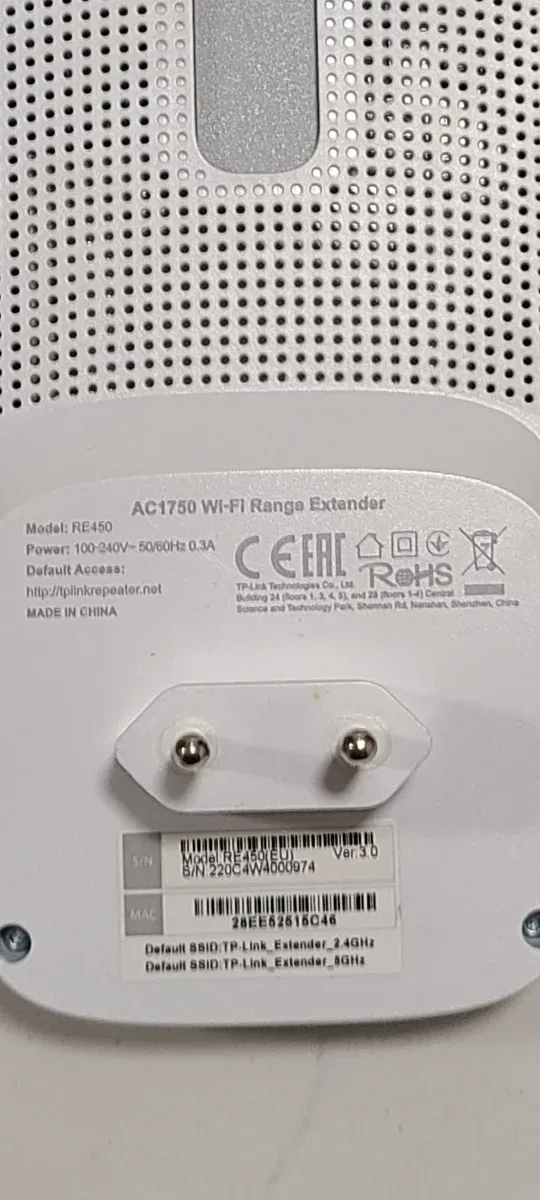 AC1750 Wi-Fi Range Extender
Model: RE450
Power: 100-240V~ 50/60Hz 0.3A
Default Access:
http://tplinkrepeater.net
MADE IN CHINA
CE EAC
RoHS
TP-Link Technologies Co., Ltd.
Building 24 (floors 1, 3, 4, 5), and 28 (floors 1-4) Central
Science and Technology Park, Shennan Rd, Nanshan, Shenzhen, China
S/N
Model:RE450(EU) Ver:3.0
S/N:220C4W4000974
MAC
28EE52515C46
Default SSID:TP-Link_Extender_2.4GHz
Default SSID:TP-Link_Extender_5GHz